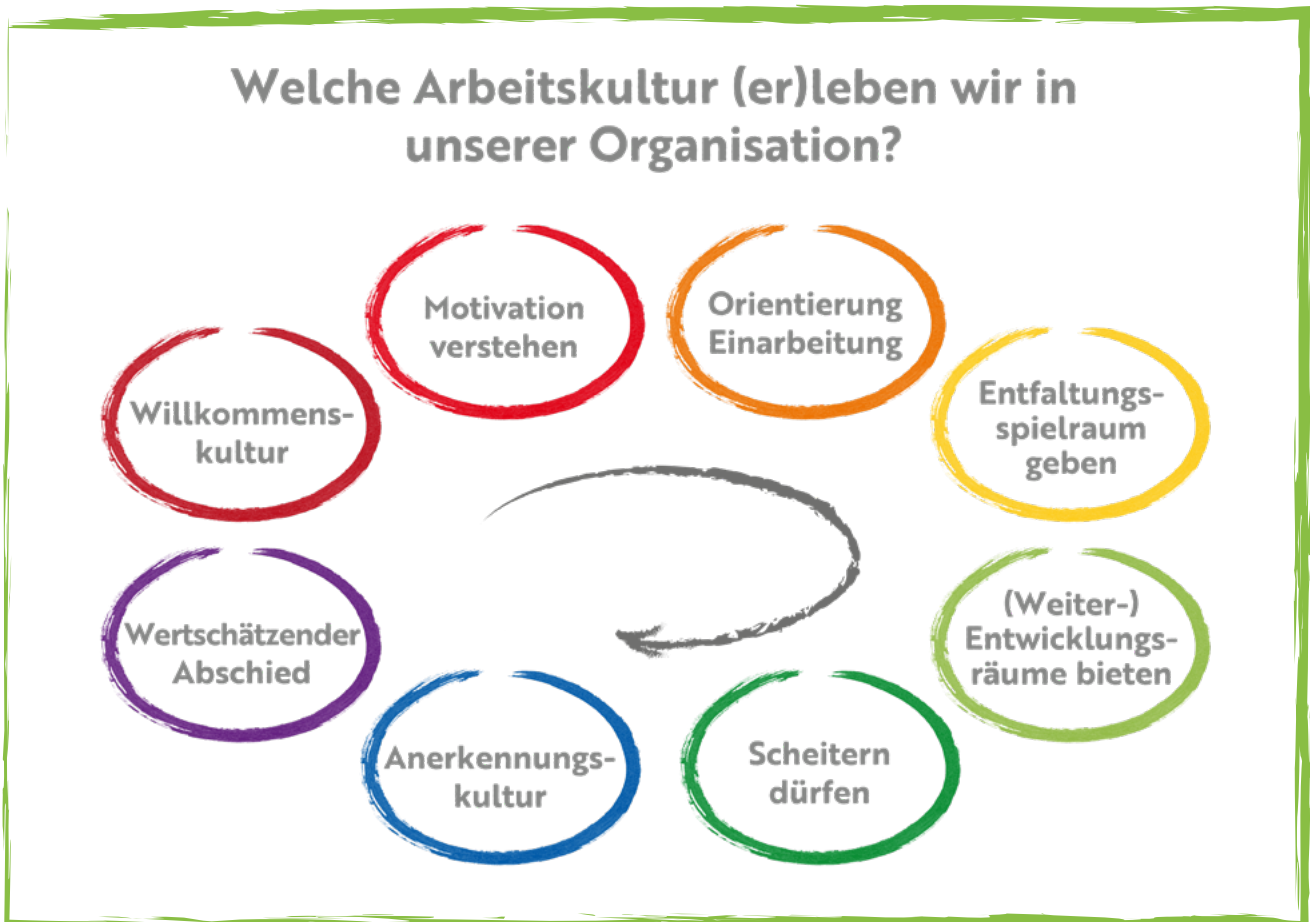 Welche Arbeitskultur (er)leben wir in
unserer Organisation?
Willkommens-
kultur
Motivation
verstehen
Orientierung
Einarbeitung
Entfaltungs-
spielraum
geben
(Weiter-)
Entwicklungs-
räume bieten
Scheitern
dürfen
Anerkennungs-
kultur
Wertschätzender
Abschied